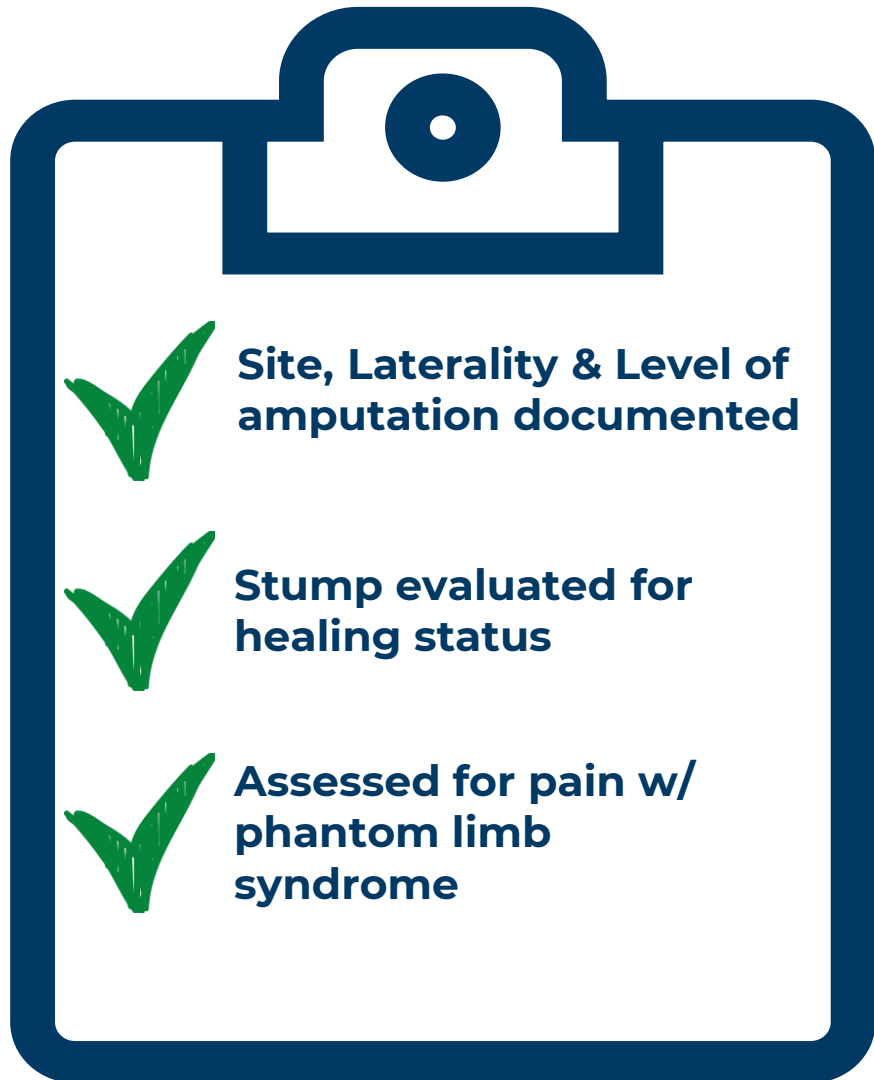 Site, Laterality & Level of
amputation documented
Stump evaluated for
healing status
Assessed for pain w/
phantom limb
syndrome